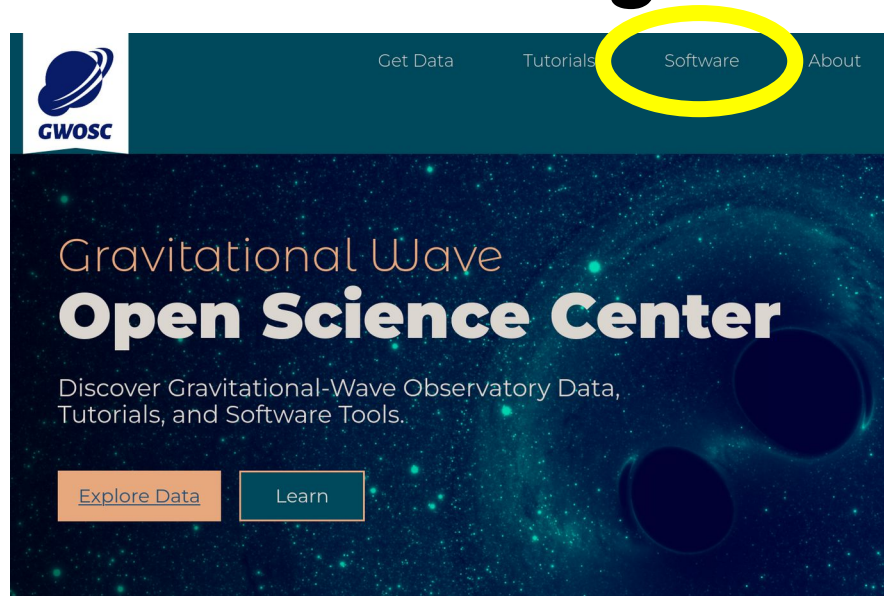 Get Data Tutorials Software About
GWOSC
Gravitational Wave
Open Science Center
Discover Gravitational-Wave Observatory Data,
Tutorials, and Software Tools.
Explore Data Learn